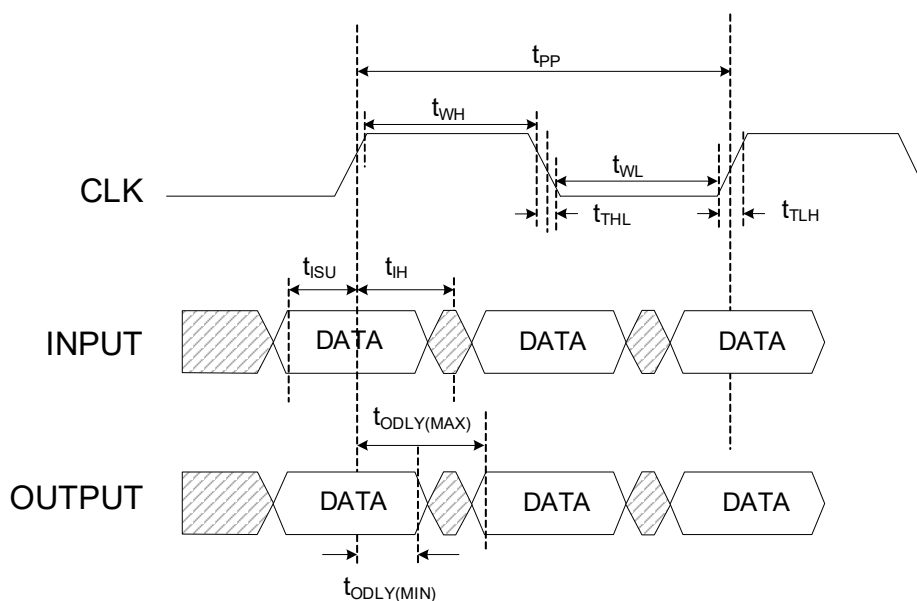 tPP
tWH
CLK
tWL
tTHL
tTLH
tISU
tIH
INPUT
DATA
DATA
DATA
tODLY(MAX)
OUTPUT
DATA
DATA
DATA
tODLY(MIN)